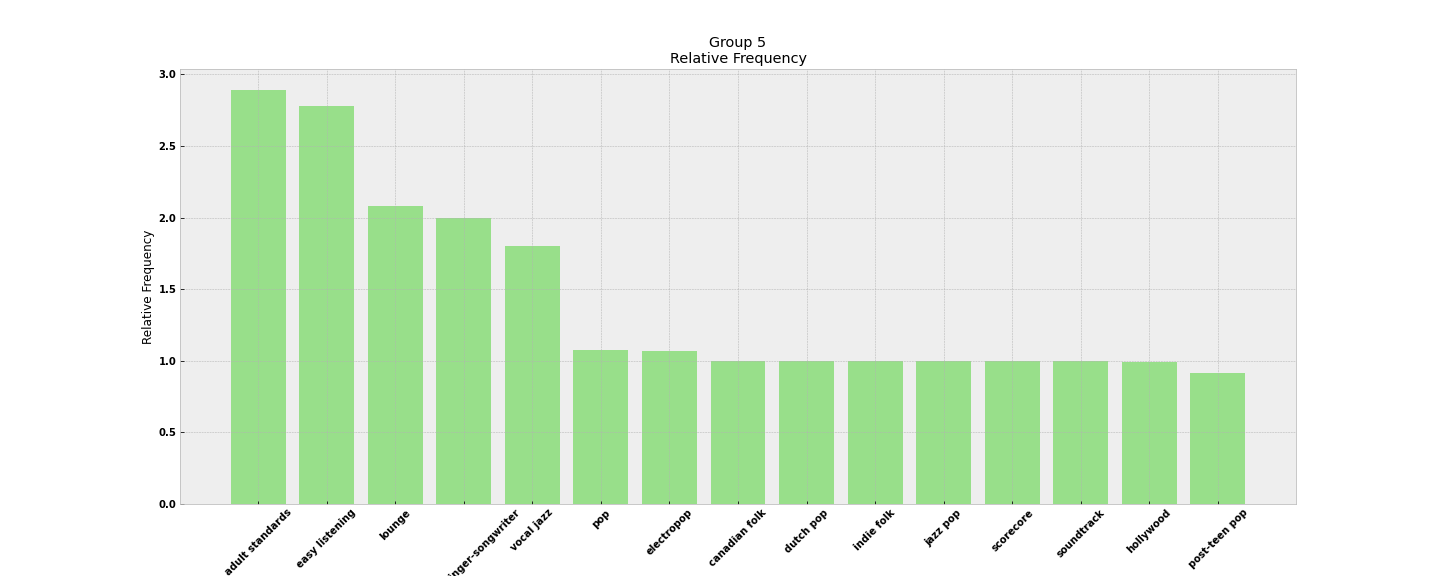 Group 5
Relative Frequency
3.0
2.5
2.0
1.5
1.0
0.5
0.0
Relative Frequency
adult standards
easy listening
lounge
nger-songwriter
vocal jazz
pop
electropop
canadian folk
dutch pop
indie folk
jazz pop
scorecore
soundtrack
hollywood
post-teen pop